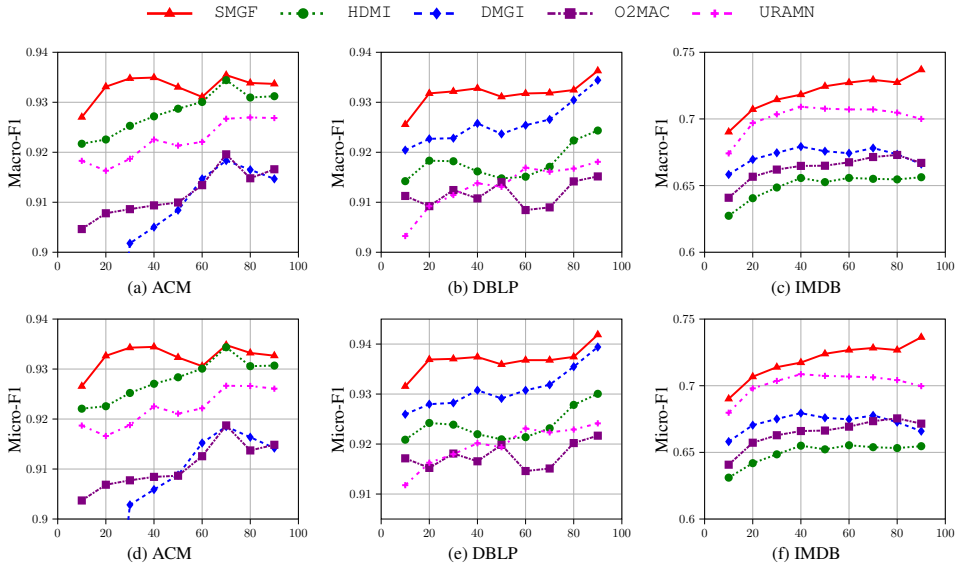 SMGF HDMI DMGI O2MAC URAMN
0.94 0.93 0.92 0.91 0.9
Macro-F1
0 20 40 60 80 100
(a) ACM
0.94 0.93 0.92 0.91 0.9
Macro-F1
0 20 40 60 80 100
(b) DBLP
0.75 0.7 0.65 0.6
Macro-F1
0 20 40 60 80 100
(c) IMDB
0.94 0.93 0.92 0.91 0.9
Micro-F1
0 20 40 60 80 100
(d) ACM
0.94 0.93 0.92 0.91
Micro-F1
0 20 40 60 80 100
(e) DBLP
0.75 0.7 0.65 0.6
Micro-F1
0 20 40 60 80 100
(f) IMDB